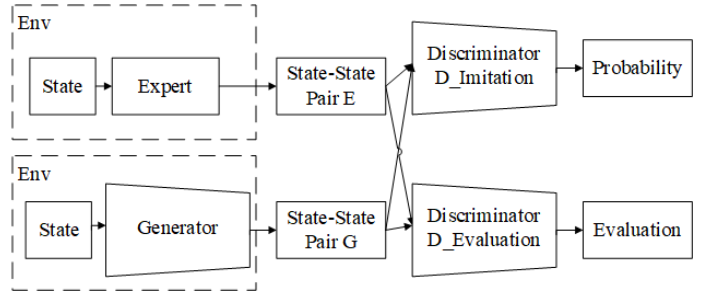 Env
State
Expert
State-State
Pair E
Discriminator
D_Imitation
Probability
Env
State
Generator
State-State
Pair G
Discriminator
D_Evaluation
Evaluation